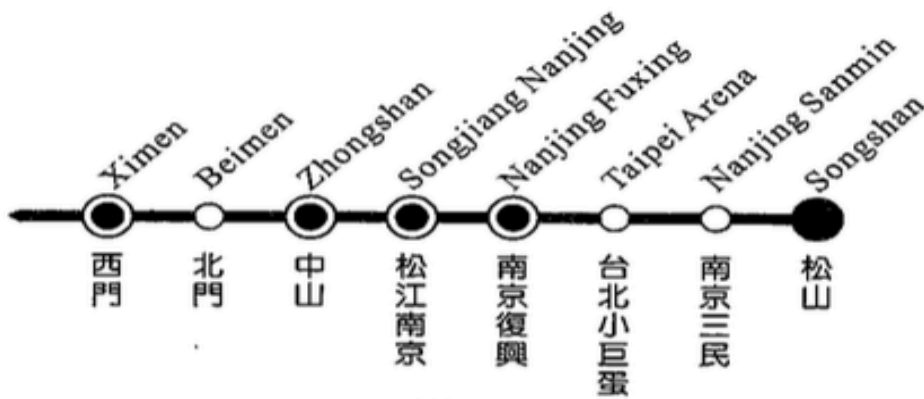 Ximen
Beimen
Zhongshan
Songjiang Nanjing
Nanjing Fuxing
Taipei Arena
Nanjing Sanmin
Songshan
西門
北門
中山
松江南京
南京復興
台北小巨蛋
南京三民
松山